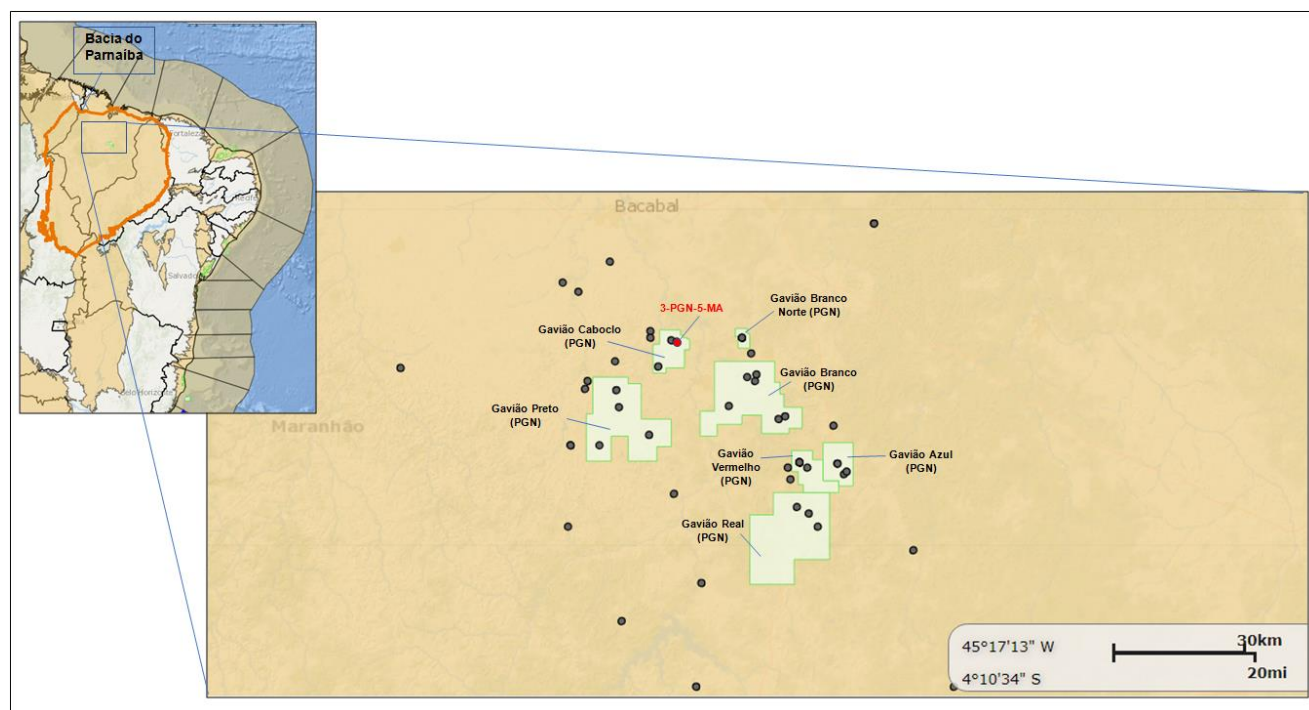 Bacia do
Parnaíba
Fortaleza
Recife
Salvador
Belo Horizonte
Bacabal
3-PGN-5-MA
Gavião Branco
Norte (PGN)
Gavião Caboclo
(PGN)
Gavião Branco
(PGN)
Gavião Preto
(PGN)
Maranhão
Gavião
Vermelho
(PGN)
Gavião Azul
(PGN)
Gavião Real
(PGN)
45°17'13" W
4°10'34" S
30km
20mi